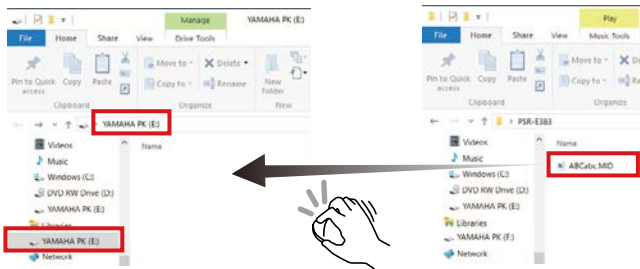 Manage
YAMAHA PK (E:)
File
Home
Share
View
Drive Tools
Pin to Quick access
Copy
Paste
Move to
Copy to
Delete
Rename
New folder
Clipboard
Organize
New
YAMAHA PK (E:)
Videos
Music
Windows (C:)
DVD RW Drive (D:)
YAMAHA PK (E:)
Libraries
YAMAHA PK (E:)
Network
Name
Play
File
Home
Share
View
Music Tools
Pin to Quick access
Copy
Paste
Move to
Copy to
Clipboard
Organize
PSR-E383
Videos
Music
Windows (C:)
DVD RW Drive (D:)
YAMAHA PK (E:)
Libraries
YAMAHA PK (E:)
Network
Name
ABCabc.MID